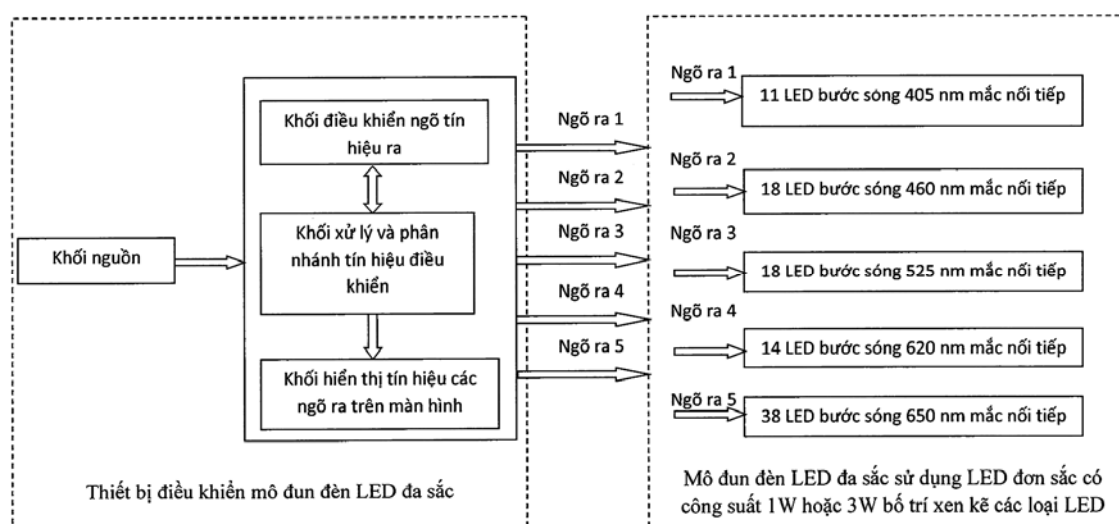 Khối nguồn
Khối điều khiển ngõ tín
hiệu ra
Khối xử lý và phân
nhánh tín hiệu điều
khiển
Khối hiển thị tín hiệu các
ngõ ra trên màn hình
Thiết bị điều khiển mô đun đèn LED đa sắc
Ngõ ra 1
Ngõ ra 2
Ngõ ra 3
Ngõ ra 4
Ngõ ra 5
Ngõ ra 1
11 LED bước sóng 405 nm mắc nối tiếp
Ngõ ra 2
18 LED bước sóng 460 nm mắc nối tiếp
Ngõ ra 3
18 LED bước sóng 525 nm mắc nối tiếp
Ngõ ra 4
14 LED bước sóng 620 nm mắc nối tiếp
Ngõ ra 5
38 LED bước sóng 650 nm mắc nối tiếp
Mô đun đèn LED đa sắc sử dụng LED đơn sắc có
công suất 1W hoặc 3W bố trí xen kẽ các loại LED